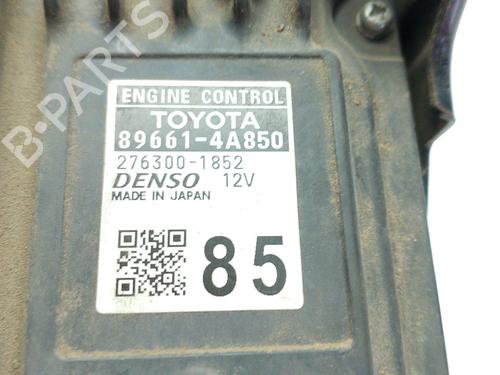 B-PARTS
ENGINE CONTROL
TOYOTA
89661-4A850
276300-1852
DENSO 12V
MADE IN JAPAN
85